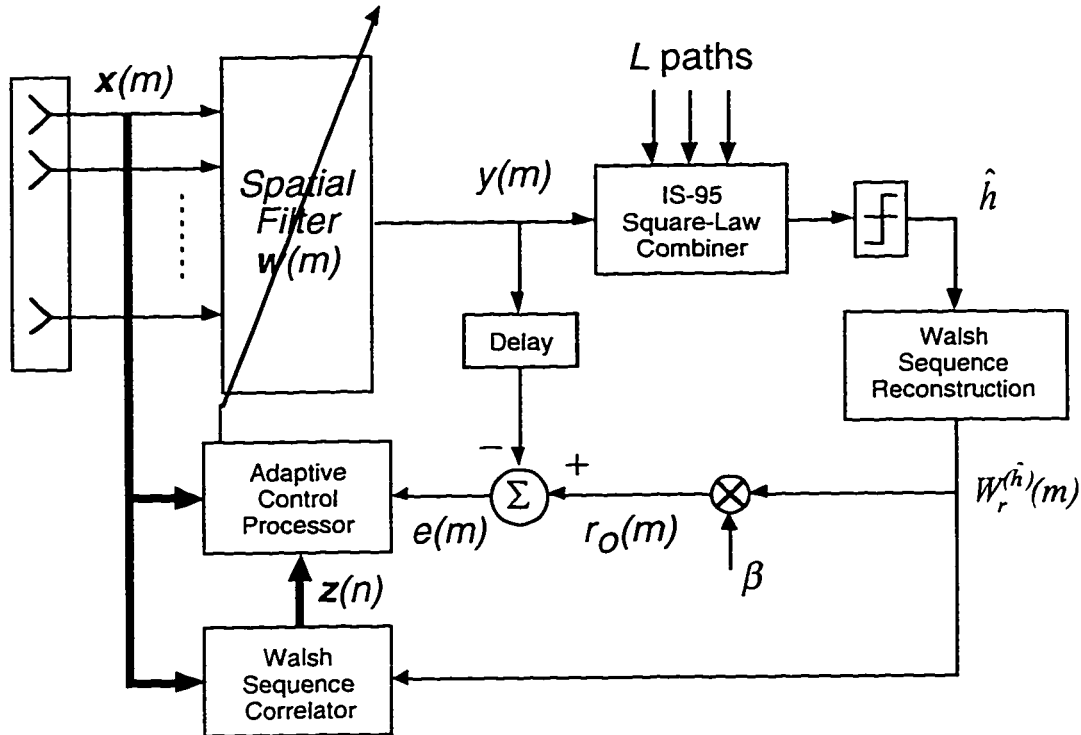 L paths
x(m)
Spatial
Filter
w(m)
y(m)
IS-95
Square-Law
Combiner
ĥ
Delay
Walsh
Sequence
Reconstruction
−
+
Adaptive
Control
Processor
Σ
e(m)
r_O(m)
W_r^(ĥ)(m)
β
z(n)
Walsh
Sequence
Correlator